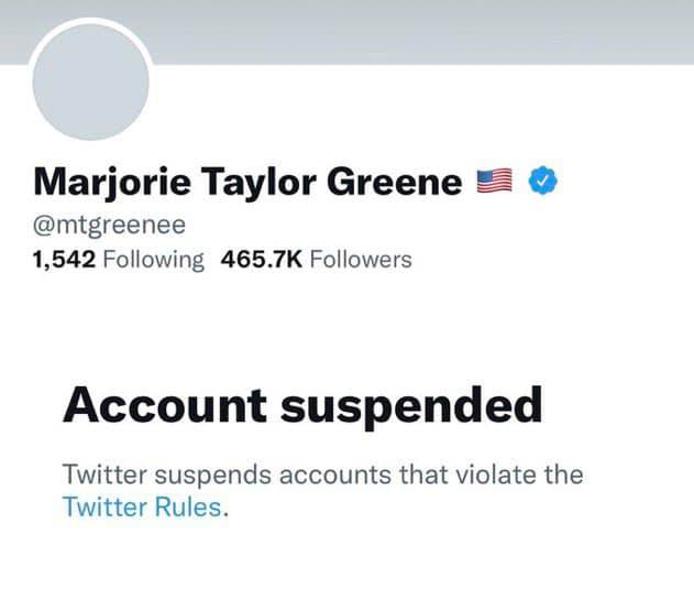 Marjorie Taylor Greene 🇺🇸
@mtgreenee
1,542 Following 465.7K Followers
Account suspended
Twitter suspends accounts that violate the
Twitter Rules.